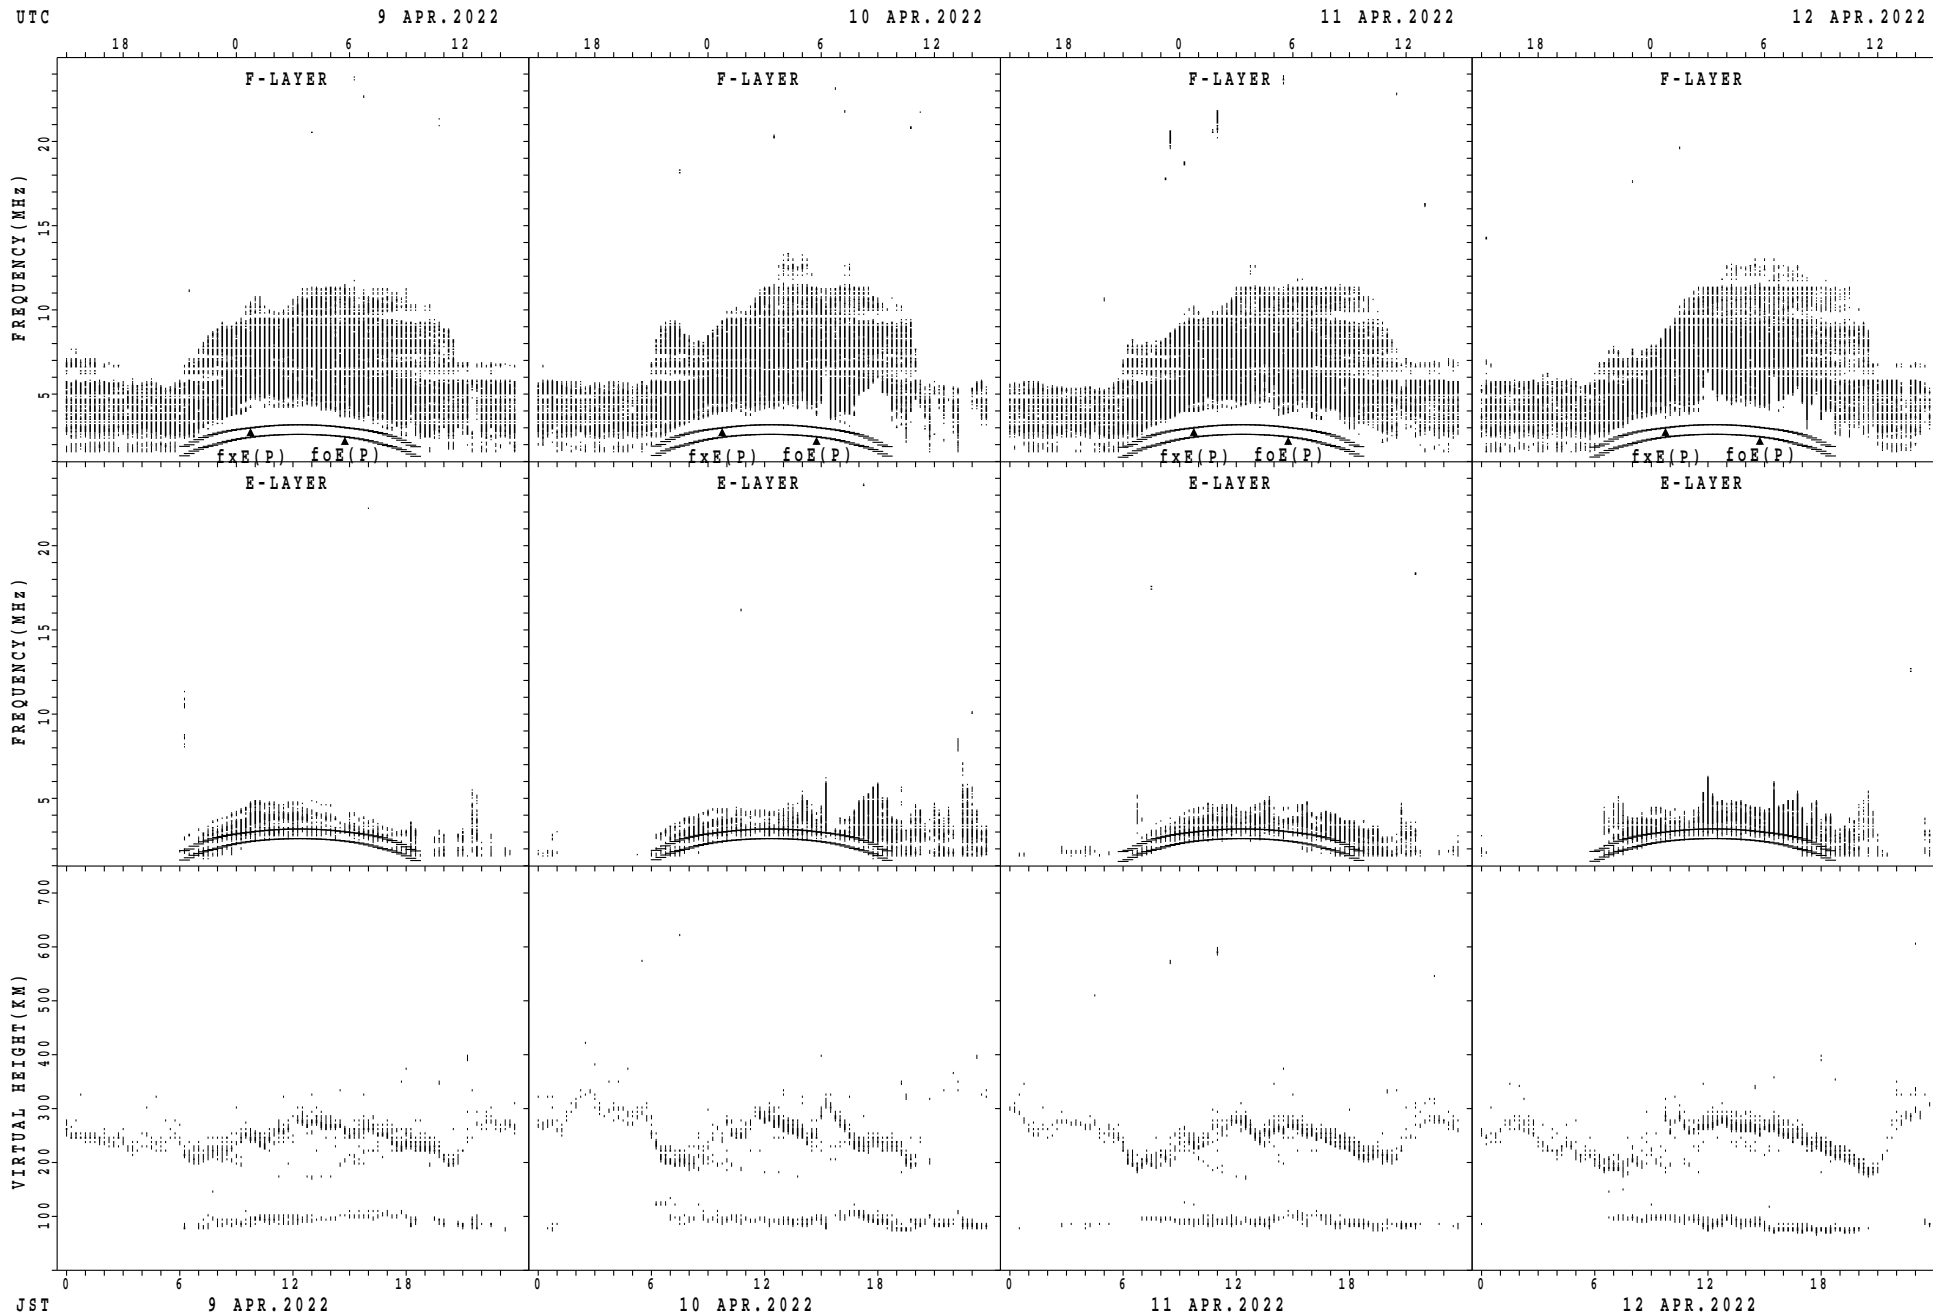 UTC 9 APR.2022 10 APR.2022 11 APR.2022 12 APR.2022
18 0 6 12 18 0 6 12 18 0 6 12 18 0 6 12
F-LAYER F-LAYER F-LAYER F-LAYER
FREQUENCY(MHz)
20
15
10
5
fxE(P) foE(P) fxE(P) foE(P) fxE(P) foE(P) fxE(P) foE(P)
E-LAYER E-LAYER E-LAYER E-LAYER
FREQUENCY(MHz)
20
15
10
5
VIRTUAL HEIGHT(KM)
700
600
500
400
300
200
100
0 6 12 18 0 6 12 18 0 6 12 18 0 6 12 18
JST 9 APR.2022 10 APR.2022 11 APR.2022 12 APR.2022